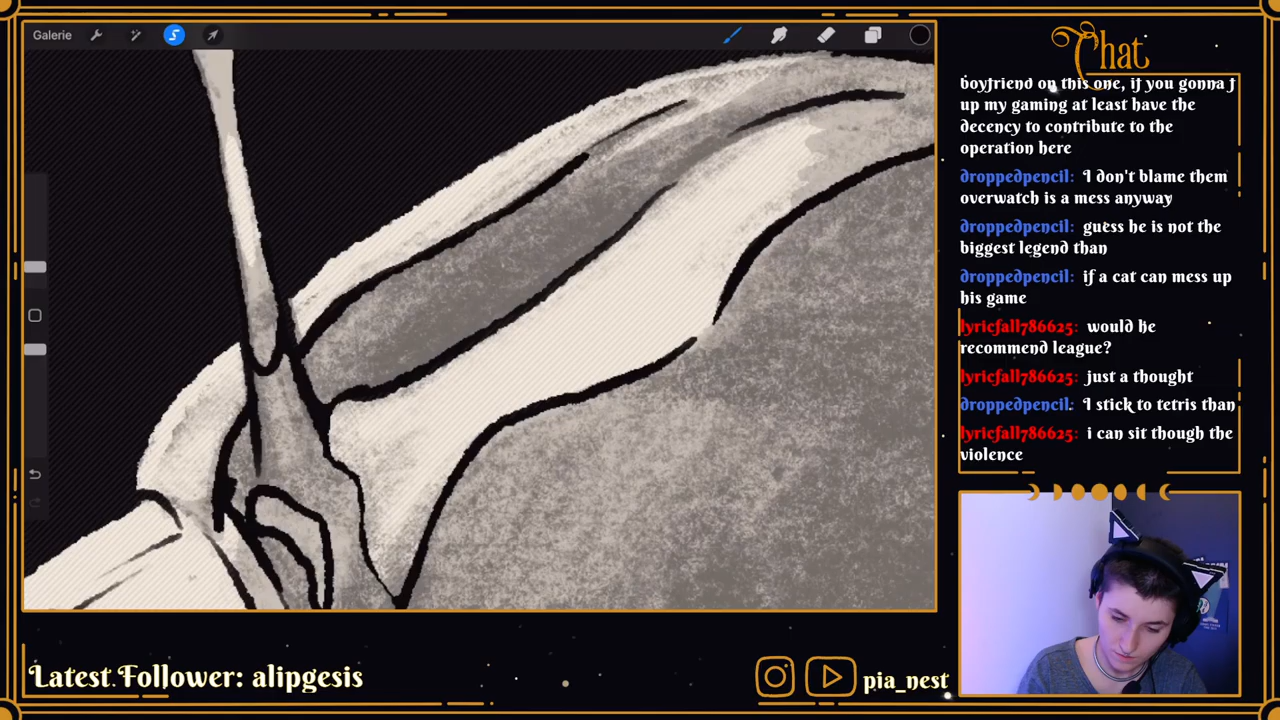 Galerie
Chat
boyfriend on this one, if you gonna f
up my gaming at least have the
decency to contribute to the
operation here
droppedpencil: I don't blame them
overwatch is a mess anyway
droppedpencil: guess he is not the
biggest legend than
droppedpencil: if a cat can mess up
his game
lyricfall786625: would he
recommend league?
lyricfall786625: just a thought
droppedpencil: I stick to tetris than
lyricfall786625: i can sit though the
violence
Latest Follower: alipgesis
pia_nest